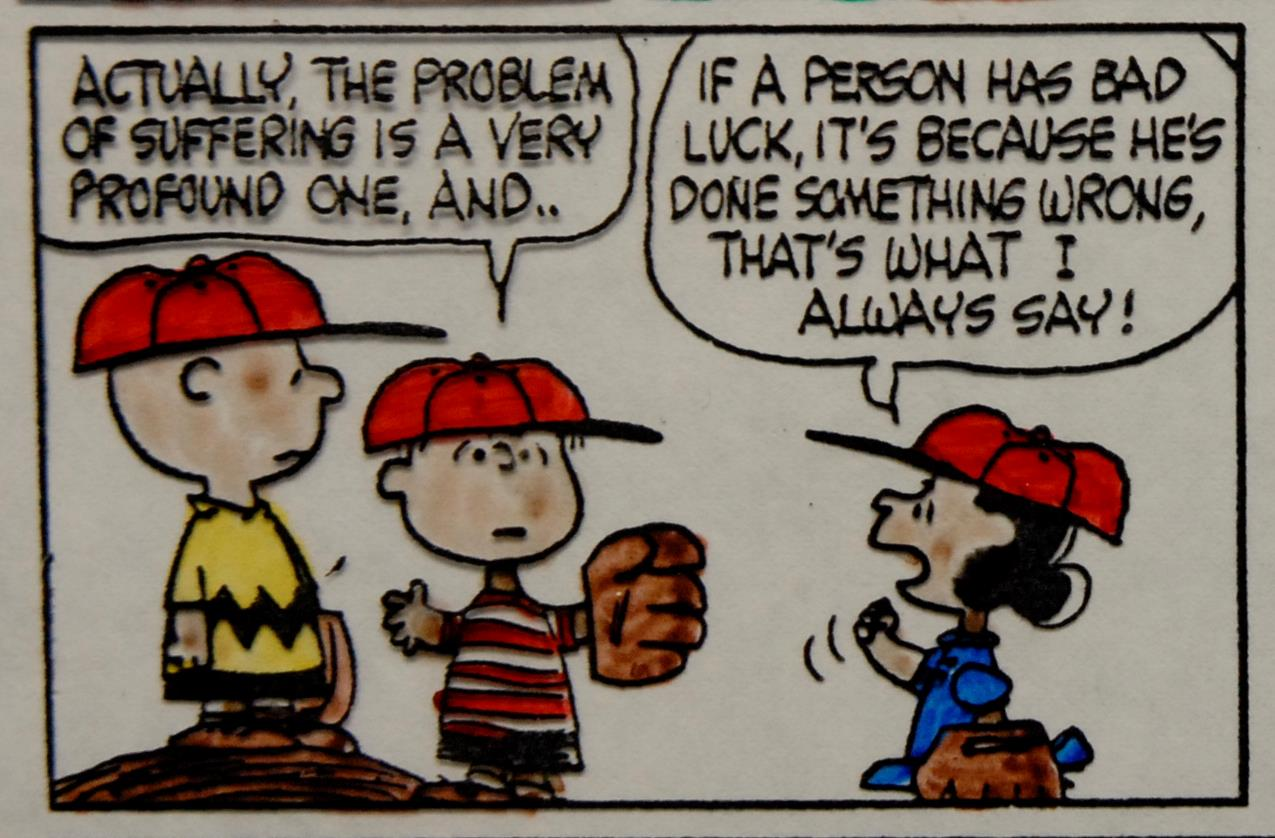 ACTUALLY, THE PROBLEM
OF SUFFERING IS A VERY
PROFOUND ONE, AND..
IF A PERSON HAS BAD
LUCK, IT'S BECAUSE HE'S
DONE SOMETHING WRONG,
THAT'S WHAT I
ALWAYS SAY!